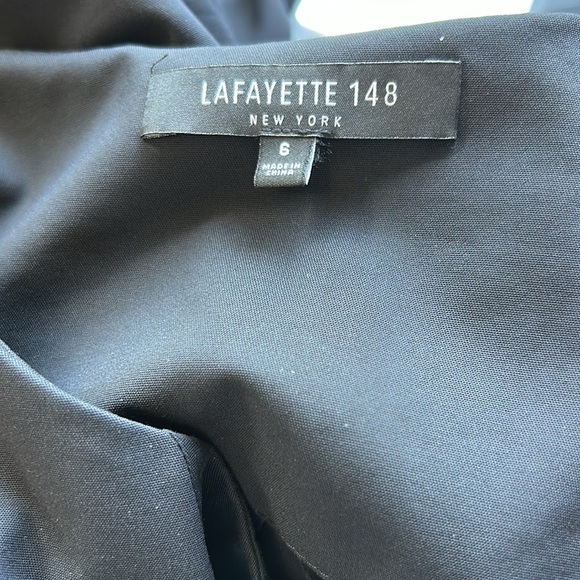 LAFAYETTE 148
NEW YORK
6
MADE IN
CHINA